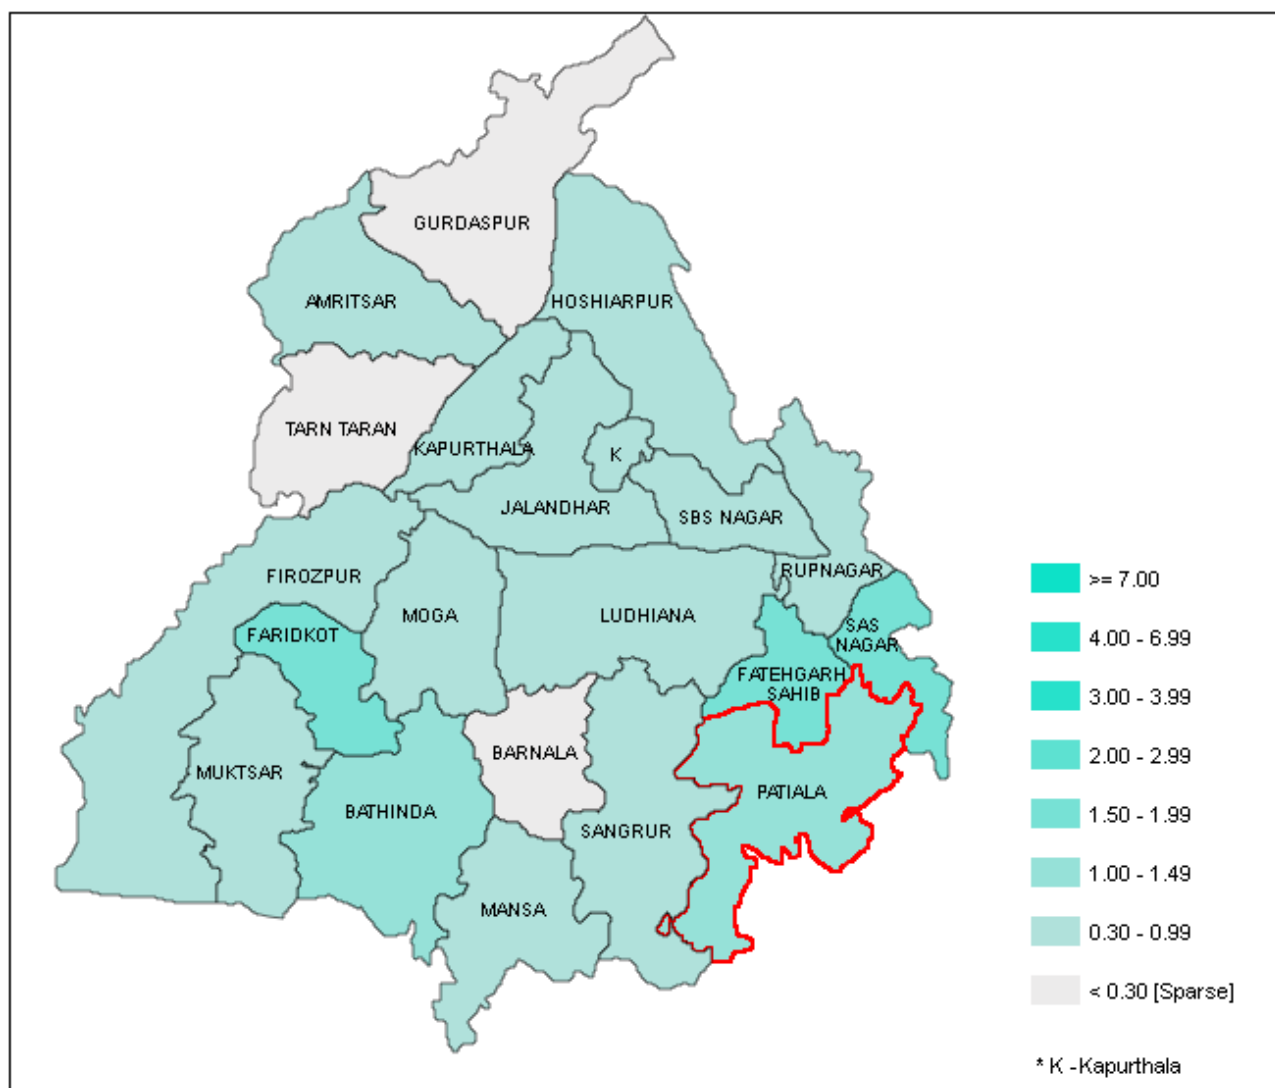 GURDASPUR
AMRITSAR
HOSHIARPUR
TARN TARAN
KAPURTHALA
K
JALANDHAR
SBS NAGAR
FIROZPUR
RUPNAGAR
MOGA
LUDHIANA
FARIDKOT
SAS
NAGAR
FATEHGARH
SAHIB
BARNALA
MUKTSAR
PATIALA
BATHINDA
SANGRUR
MANSA
>= 7.00
4.00 - 6.99
3.00 - 3.99
2.00 - 2.99
1.50 - 1.99
1.00 - 1.49
0.30 - 0.99
< 0.30 [Sparse]
* K -Kapurthala